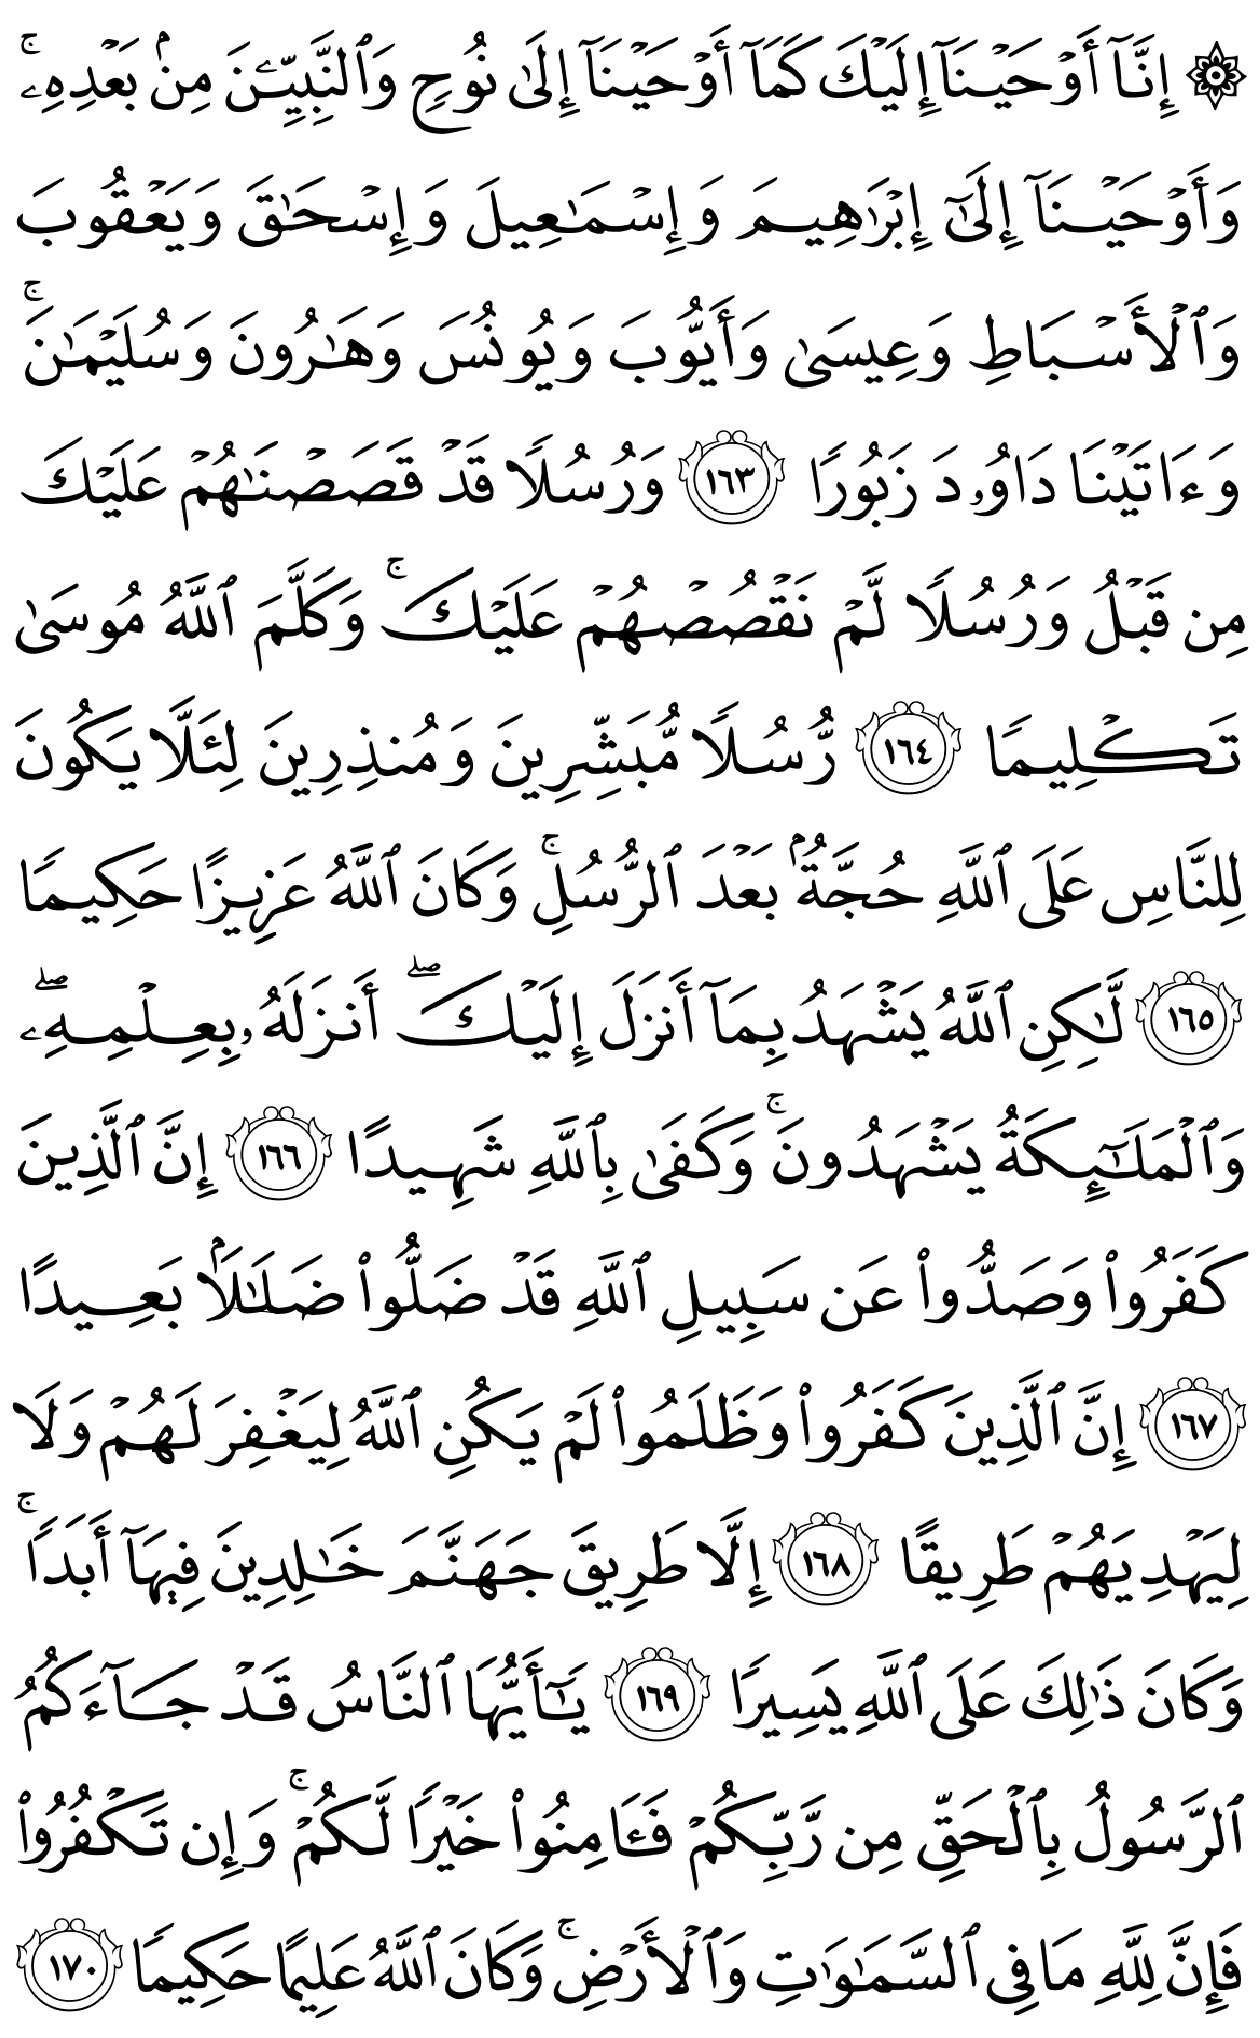 ۞ إِنَّآ أَوۡحَيۡنَآ إِلَيۡكَ كَمَآ أَوۡحَيۡنَآ إِلَىٰ نُوحٖ وَٱلنَّبِيِّـۧنَ مِنۢ بَعۡدِهِۦۚ
وَأَوۡحَيۡنَآ إِلَىٰٓ إِبۡرَٰهِيمَ وَإِسۡمَٰعِيلَ وَإِسۡحَٰقَ وَيَعۡقُوبَ
وَٱلۡأَسۡبَاطِ وَعِيسَىٰ وَأَيُّوبَ وَيُونُسَ وَهَٰرُونَ وَسُلَيۡمَٰنَۚ
وَءَاتَيۡنَا دَاوُۥدَ زَبُورٗا ١٦٣ وَرُسُلٗا قَدۡ قَصَصۡنَٰهُمۡ عَلَيۡكَ
مِن قَبۡلُ وَرُسُلٗا لَّمۡ نَقۡصُصۡهُمۡ عَلَيۡكَۚ وَكَلَّمَ ٱللَّهُ مُوسَىٰ
تَكۡلِيمٗا ١٦٤ رُّسُلٗا مُّبَشِّرِينَ وَمُنذِرِينَ لِئَلَّا يَكُونَ
لِلنَّاسِ عَلَى ٱللَّهِ حُجَّةُۢ بَعۡدَ ٱلرُّسُلِۚ وَكَانَ ٱللَّهُ عَزِيزًا حَكِيمٗا
١٦٥ لَّٰكِنِ ٱللَّهُ يَشۡهَدُ بِمَآ أَنزَلَ إِلَيۡكَۖ أَنزَلَهُۥ بِعِلۡمِهِۦۖ
وَٱلۡمَلَٰٓئِكَةُ يَشۡهَدُونَۚ وَكَفَىٰ بِٱللَّهِ شَهِيدًا ١٦٦ إِنَّ ٱلَّذِينَ
كَفَرُواْ وَصَدُّواْ عَن سَبِيلِ ٱللَّهِ قَدۡ ضَلُّواْ ضَلَٰلَۢا بَعِيدًا
١٦٧ إِنَّ ٱلَّذِينَ كَفَرُواْ وَظَلَمُواْ لَمۡ يَكُنِ ٱللَّهُ لِيَغۡفِرَ لَهُمۡ وَلَا
لِيَهۡدِيَهُمۡ طَرِيقًا ١٦٨ إِلَّا طَرِيقَ جَهَنَّمَ خَٰلِدِينَ فِيهَآ أَبَدٗاۚ
وَكَانَ ذَٰلِكَ عَلَى ٱللَّهِ يَسِيرٗا ١٦٩ يَٰٓأَيُّهَا ٱلنَّاسُ قَدۡ جَآءَكُمُ
ٱلرَّسُولُ بِٱلۡحَقِّ مِن رَّبِّكُمۡ فَـَٔامِنُواْ خَيۡرٗا لَّكُمۡۚ وَإِن تَكۡفُرُواْ
فَإِنَّ لِلَّهِ مَا فِي ٱلسَّمَٰوَٰتِ وَٱلۡأَرۡضِۚ وَكَانَ ٱللَّهُ عَلِيمًا حَكِيمٗا ١٧٠